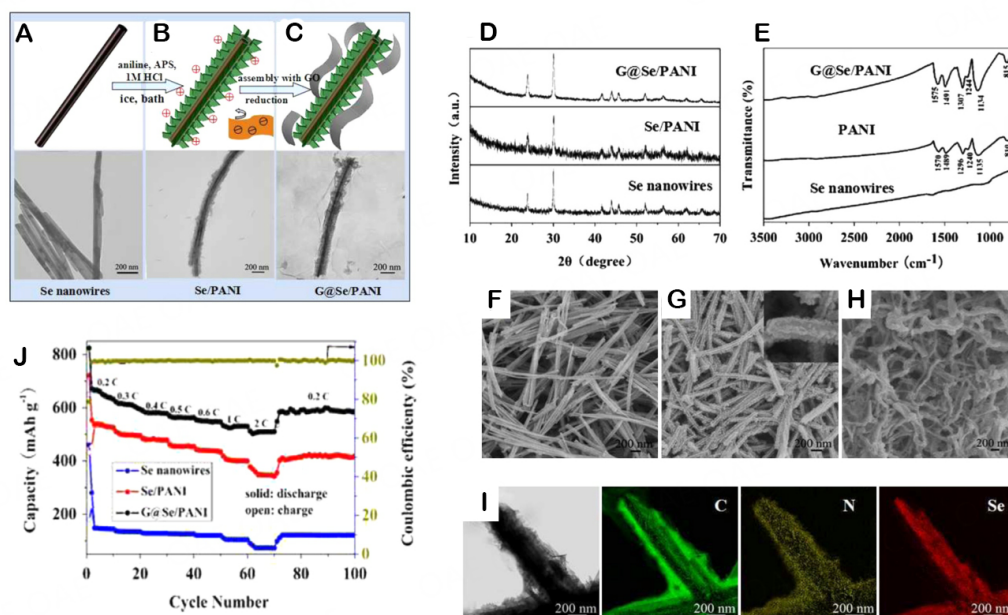 A
B
C
aniline, APS,
1M HCl
ice, bath
assembly with GO
reduction
200 nm
200 nm
200 nm
Se nanowires
Se/PANI
G@Se/PANI
D
Intensity (a.u.)
G@Se/PANI
Se/PANI
Se nanowires
10 20 30 40 50 60 70
2θ (degree)
E
Transmittance (%)
G@Se/PANI
1575
1491
1307
1244
1134
815
PANI
1570
1489
1296
1240
1135
Se nanowires
3500 3000 2500 2000 1500 1000
Wavenumber (cm-1)
F
200 nm
G
200 nm
H
200 nm
J
Capacity (mAh g-1)
800
600
400
200
0.2 C
0.3 C
0.4 C
0.5 C
0.6 C
1 C
2 C
0.2 C
Se nanowires
Se/PANI
G@Se/PANI
solid: discharge
open: charge
100
80
60
40
20
0
Coulombic efficiency (%)
0 20 40 60 80 100
Cycle Number
I
200 nm
C
200 nm
N
200 nm
Se
200 nm